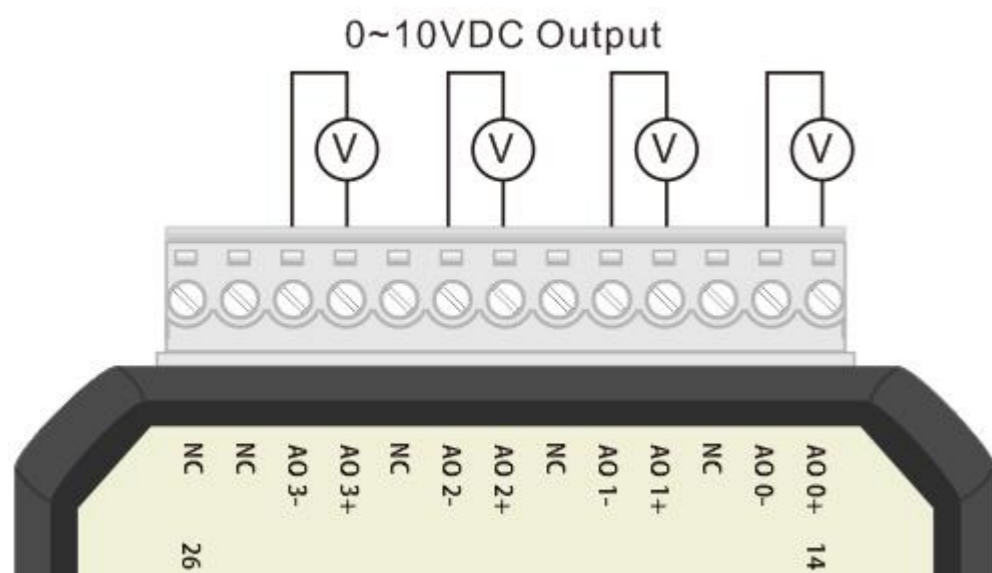 0~10VDC Output
V V V V
NC NC AO 3- AO 3+ NC AO 2- AO 2+ NC AO 1- AO 1+ NC AO 0- AO 0+
26 14